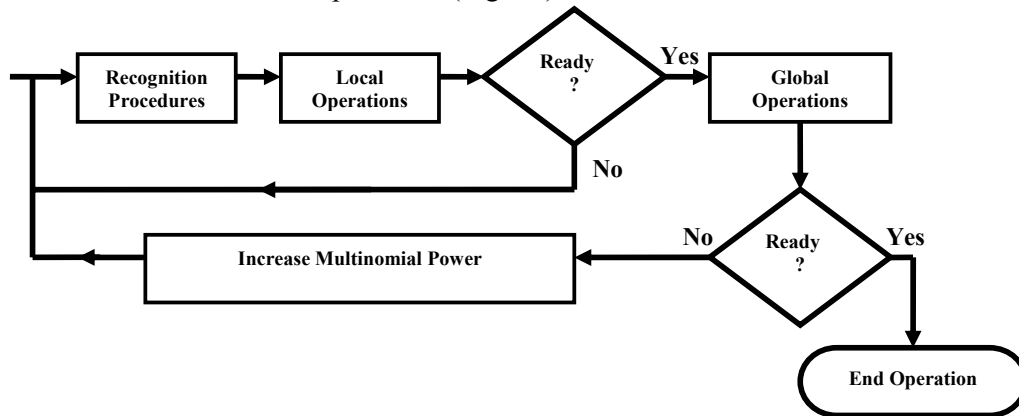 Recognition
Procedures
Local
Operations
Ready
?
Yes
Global
Operations
No
Increase Multinomial Power
No
Ready
?
Yes
End Operation